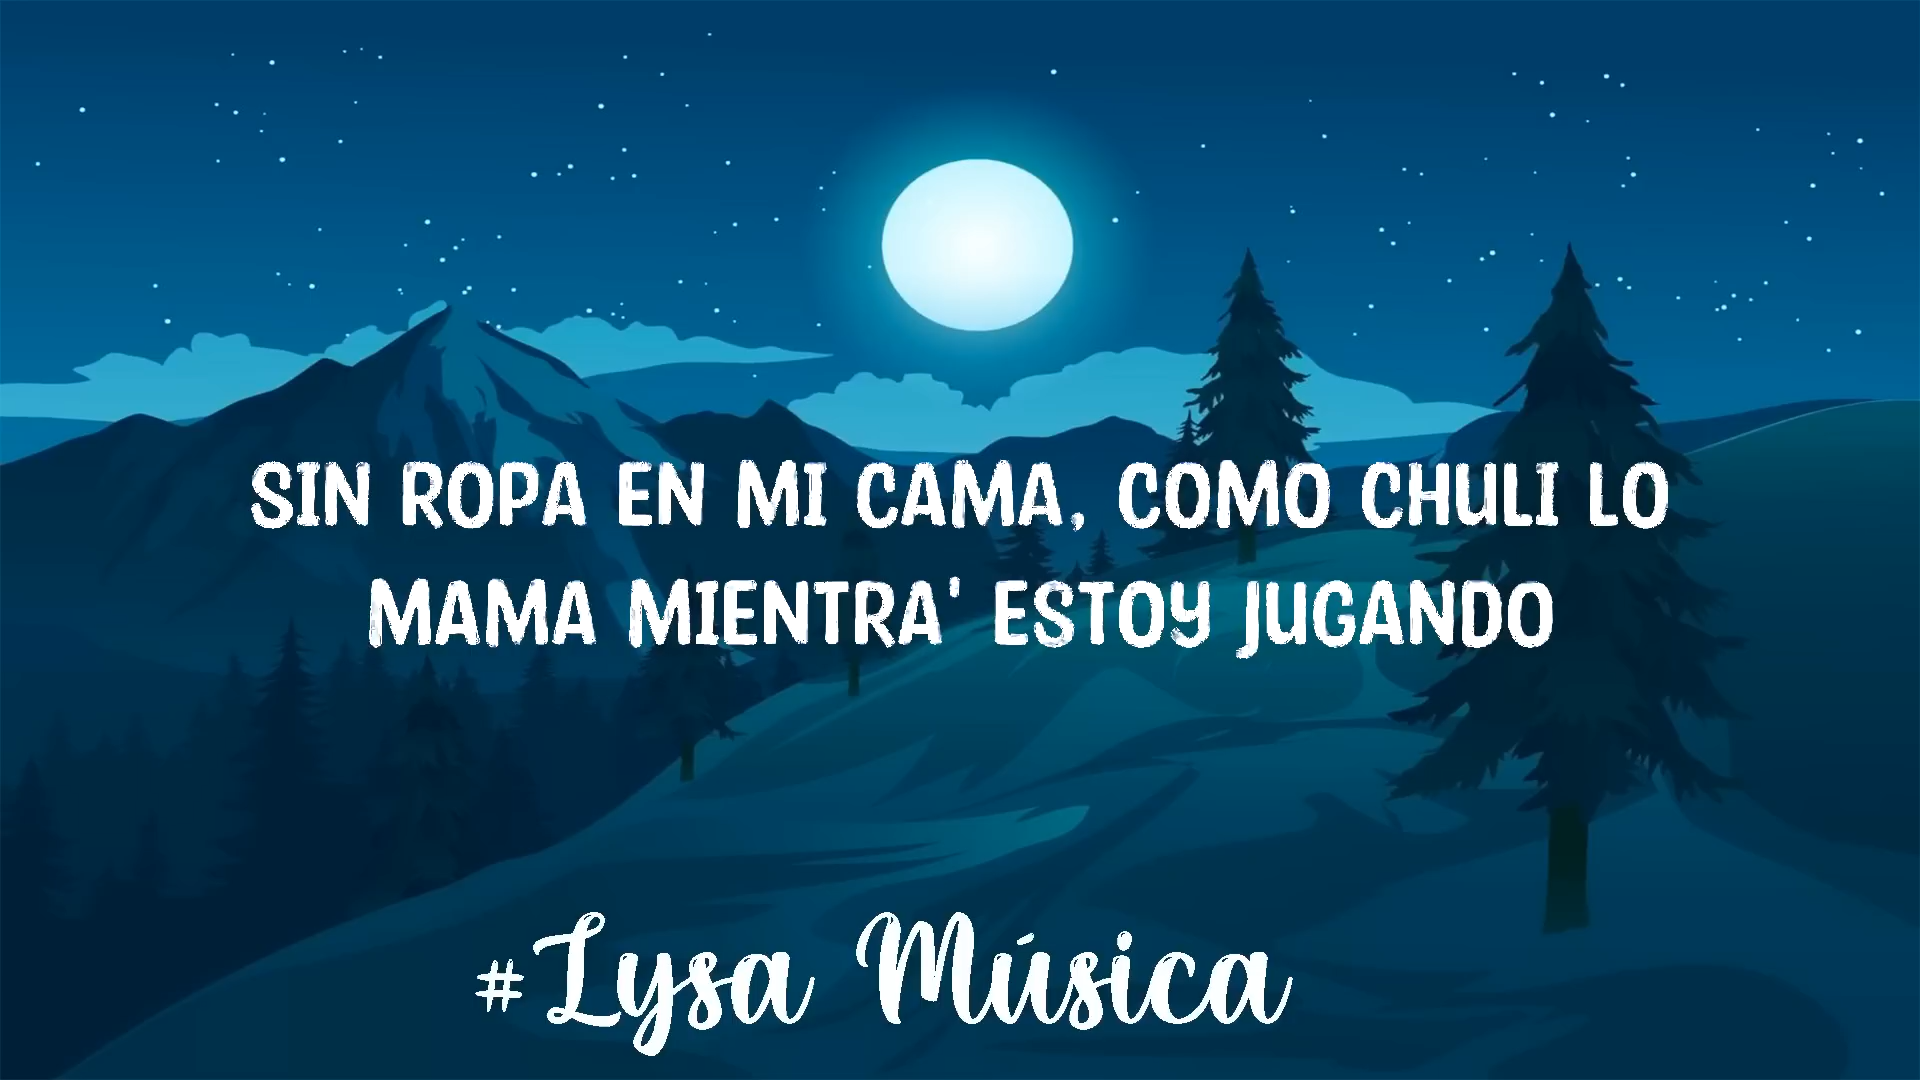 SIN ROPA EN MI CAMA, COMO CHULI LO
MAMA MIENTRA' ESTOY JUGANDO
#Lysa Música